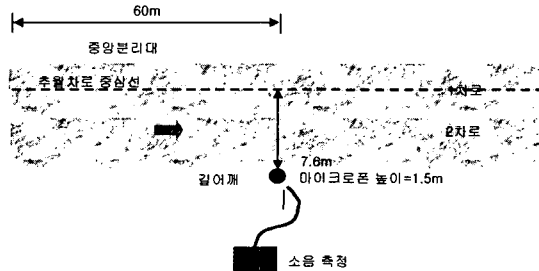 60m
중앙분리대
추월차로 중심선
1차로
2차로
7.6m
길어깨
마이크로폰 높이=1.5m
소음 측정